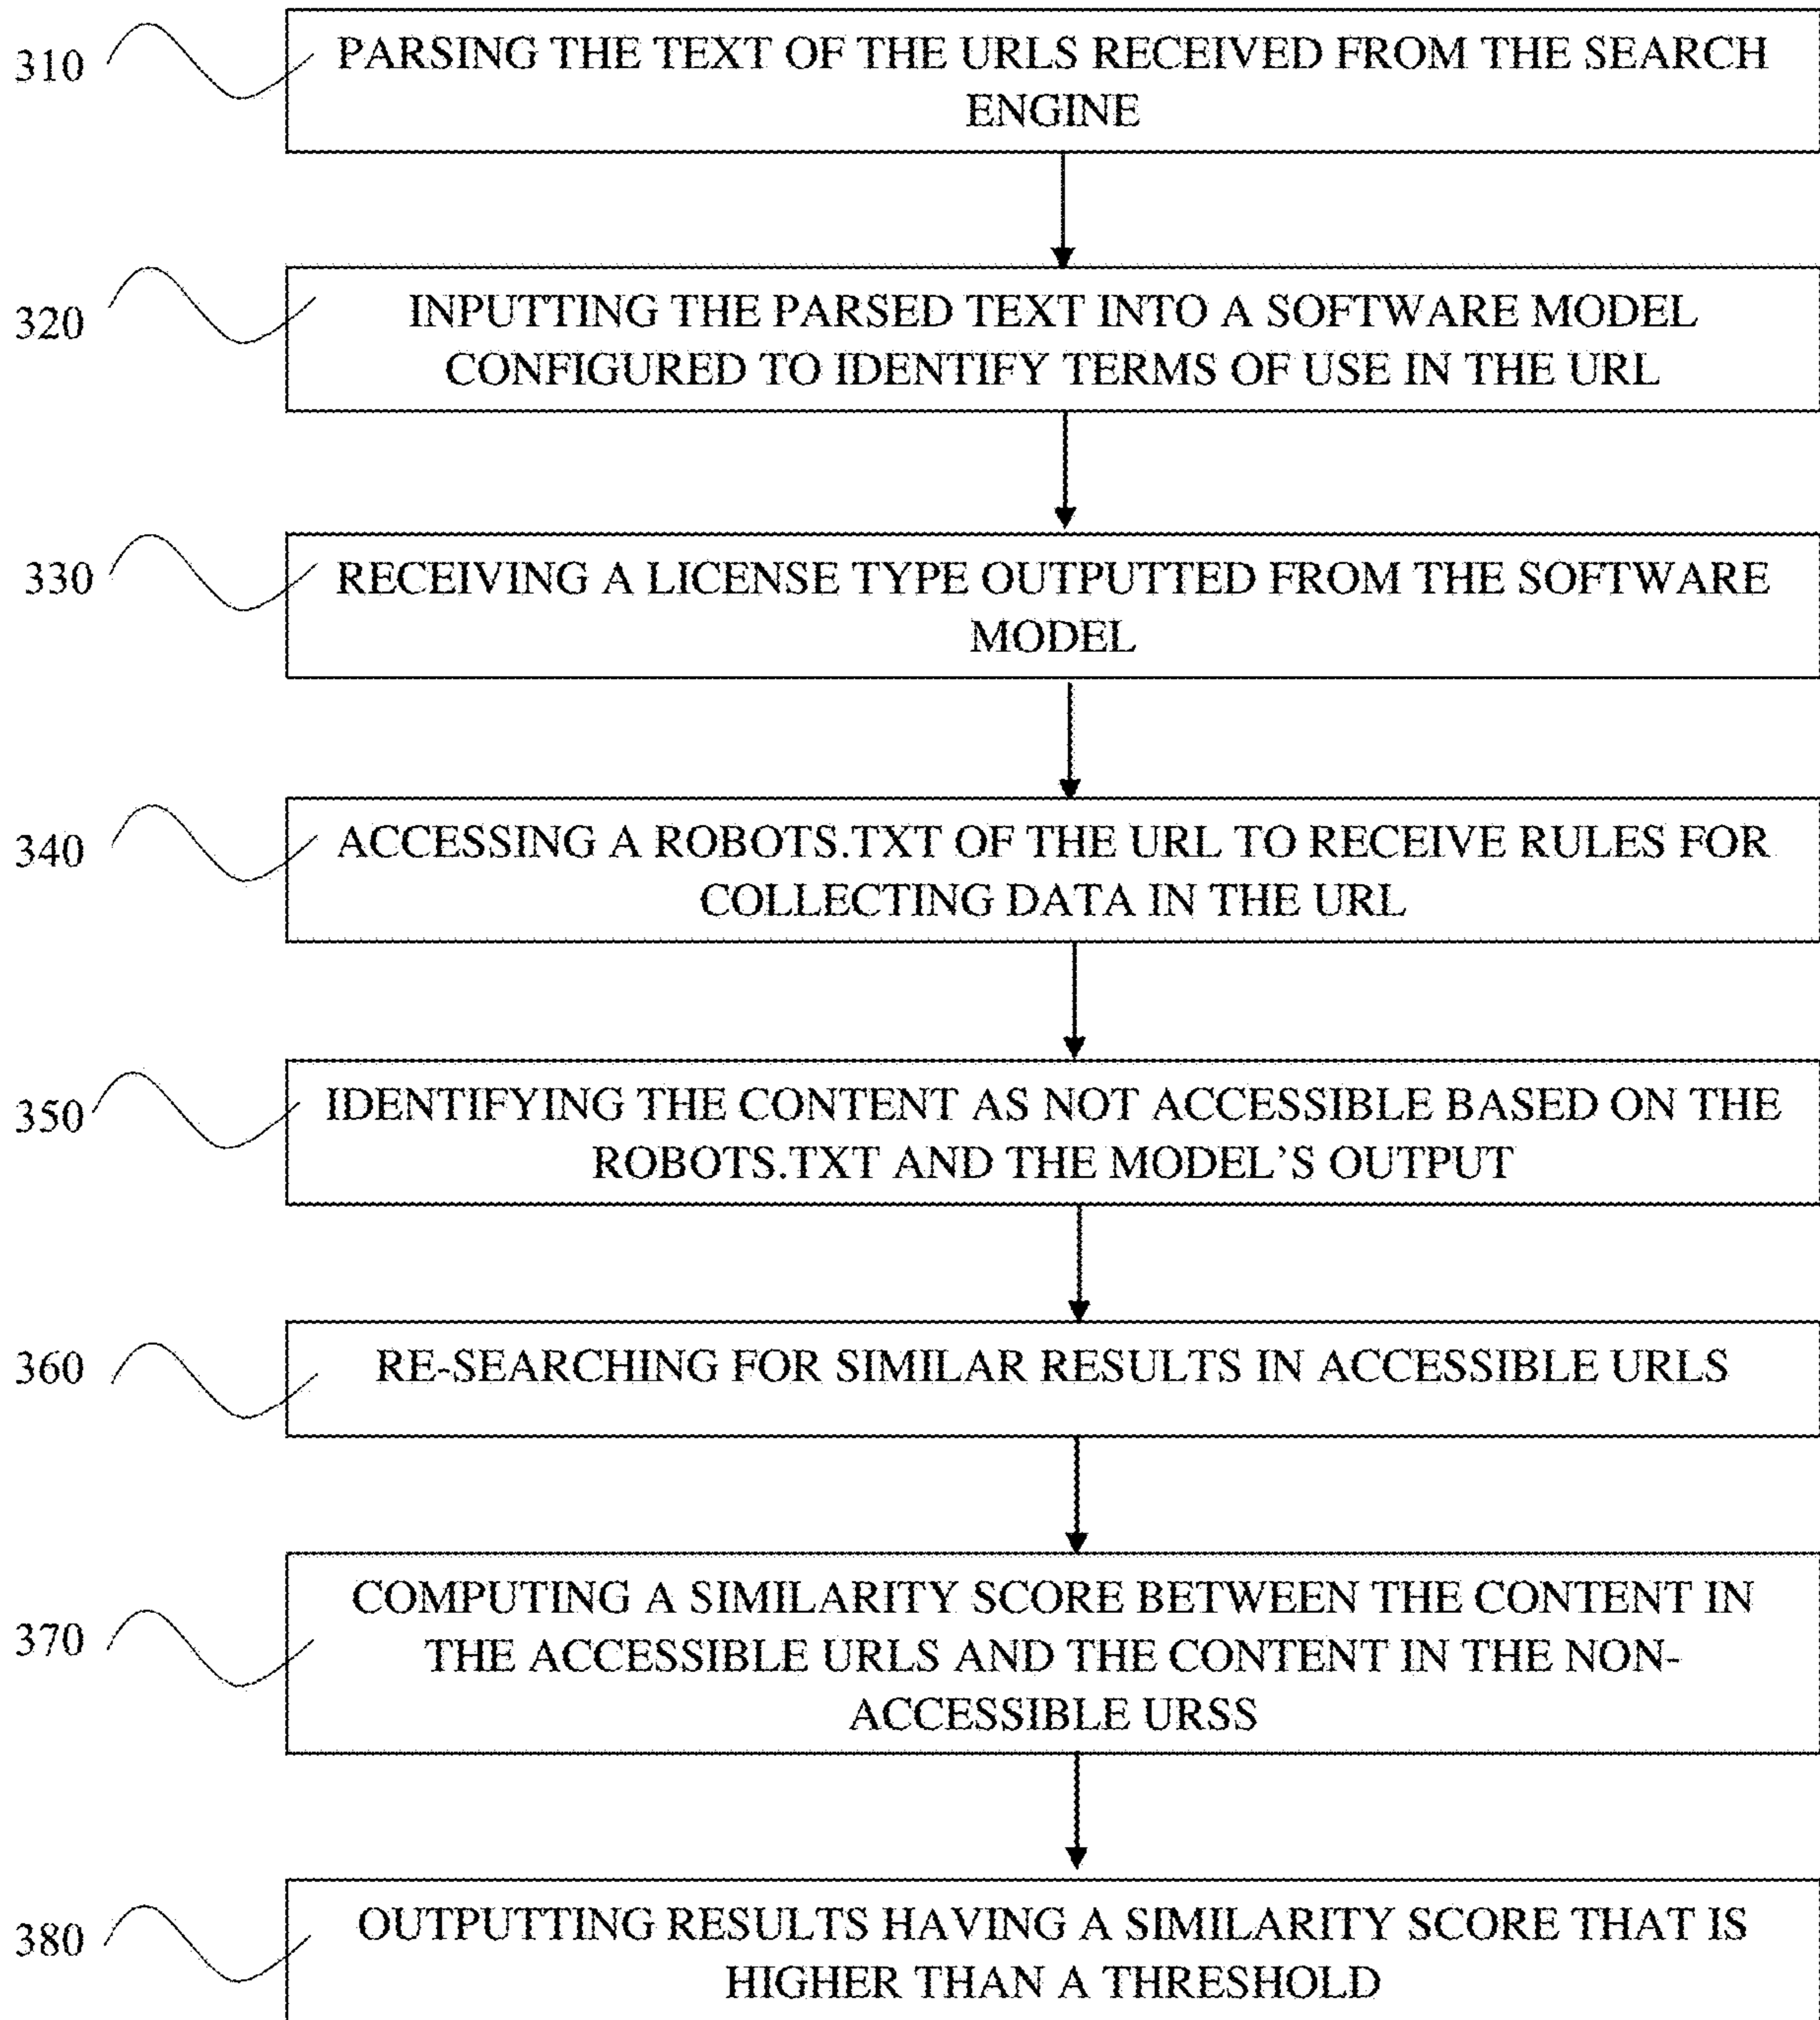 310
PARSING THE TEXT OF THE URLS RECEIVED FROM THE SEARCH
ENGINE
320
INPUTTING THE PARSED TEXT INTO A SOFTWARE MODEL
CONFIGURED TO IDENTIFY TERMS OF USE IN THE URL
330
RECEIVING A LICENSE TYPE OUTPUTTED FROM THE SOFTWARE
MODEL
340
ACCESSING A ROBOTS.TXT OF THE URL TO RECEIVE RULES FOR
COLLECTING DATA IN THE URL
350
IDENTIFYING THE CONTENT AS NOT ACCESSIBLE BASED ON THE
ROBOTS.TXT AND THE MODEL'S OUTPUT
360
RE-SEARCHING FOR SIMILAR RESULTS IN ACCESSIBLE URLS
370
COMPUTING A SIMILARITY SCORE BETWEEN THE CONTENT IN
THE ACCESSIBLE URLS AND THE CONTENT IN THE NON-
ACCESSIBLE URSS
380
OUTPUTTING RESULTS HAVING A SIMILARITY SCORE THAT IS
HIGHER THAN A THRESHOLD